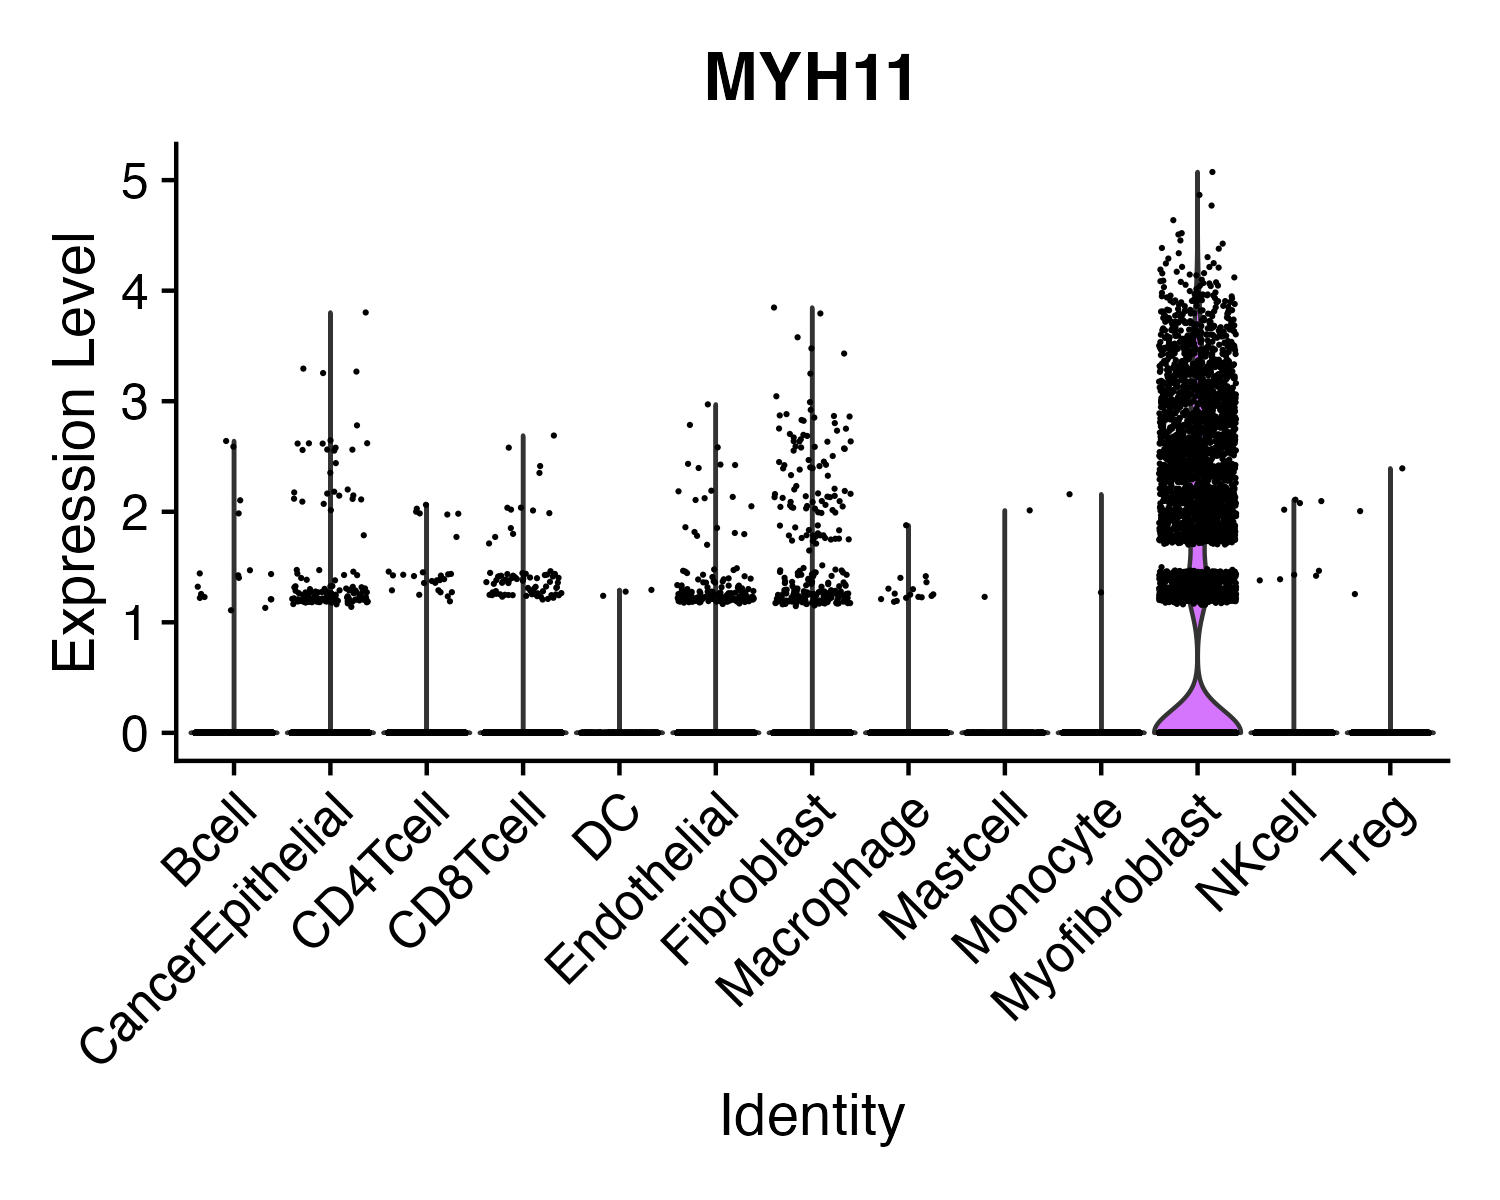 MYH11
Expression Level
5
4
3
2
1
0
Bcell
CancerEpithelial
CD4Tcell
CD8Tcell
DC
Endothelial
Fibroblast
Macrophage
Mastcell
Monocyte
Myofibroblast
NKcell
Treg
Identity